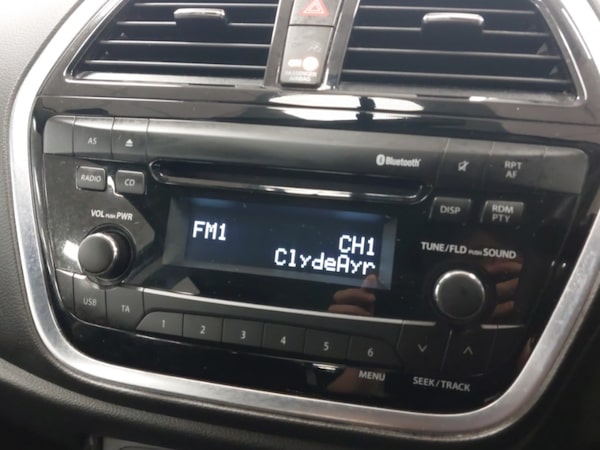 AS
Bluetooth
RPT
AF
RADIO
CD
DISP
RDM
PTY
VOL PUSH PWR
FM1
CH1
ClydeAyr
TUNE/FLD PUSH SOUND
USB
TA
1
2
3
4
5
6
MENU
SEEK/TRACK